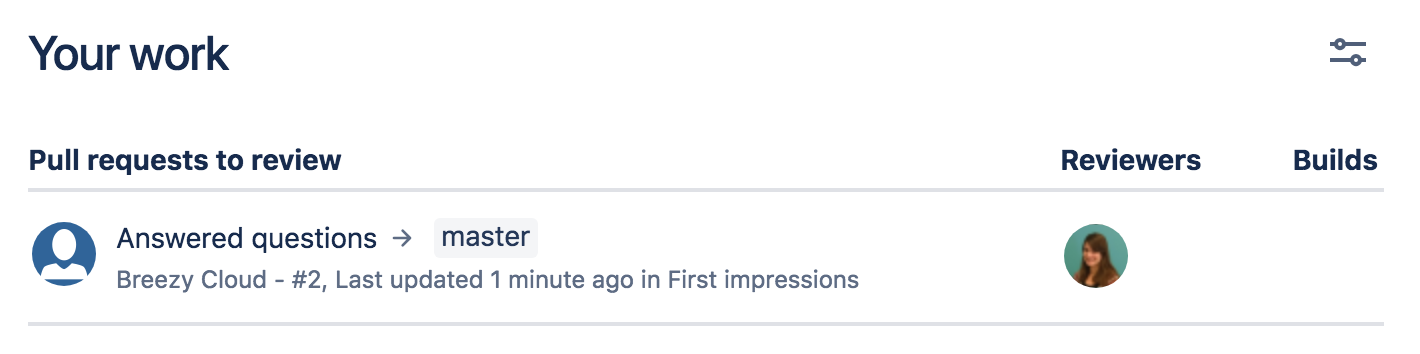 Your work
Pull requests to review Reviewers Builds
Answered questions → master
Breezy Cloud - #2, Last updated 1 minute ago in First impressions